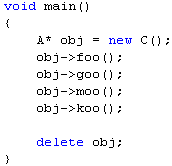 void main()
{
    A* obj = new C();
    obj->foo();
    obj->goo();
    obj->moo();
    obj->koo();

    delete obj;
}